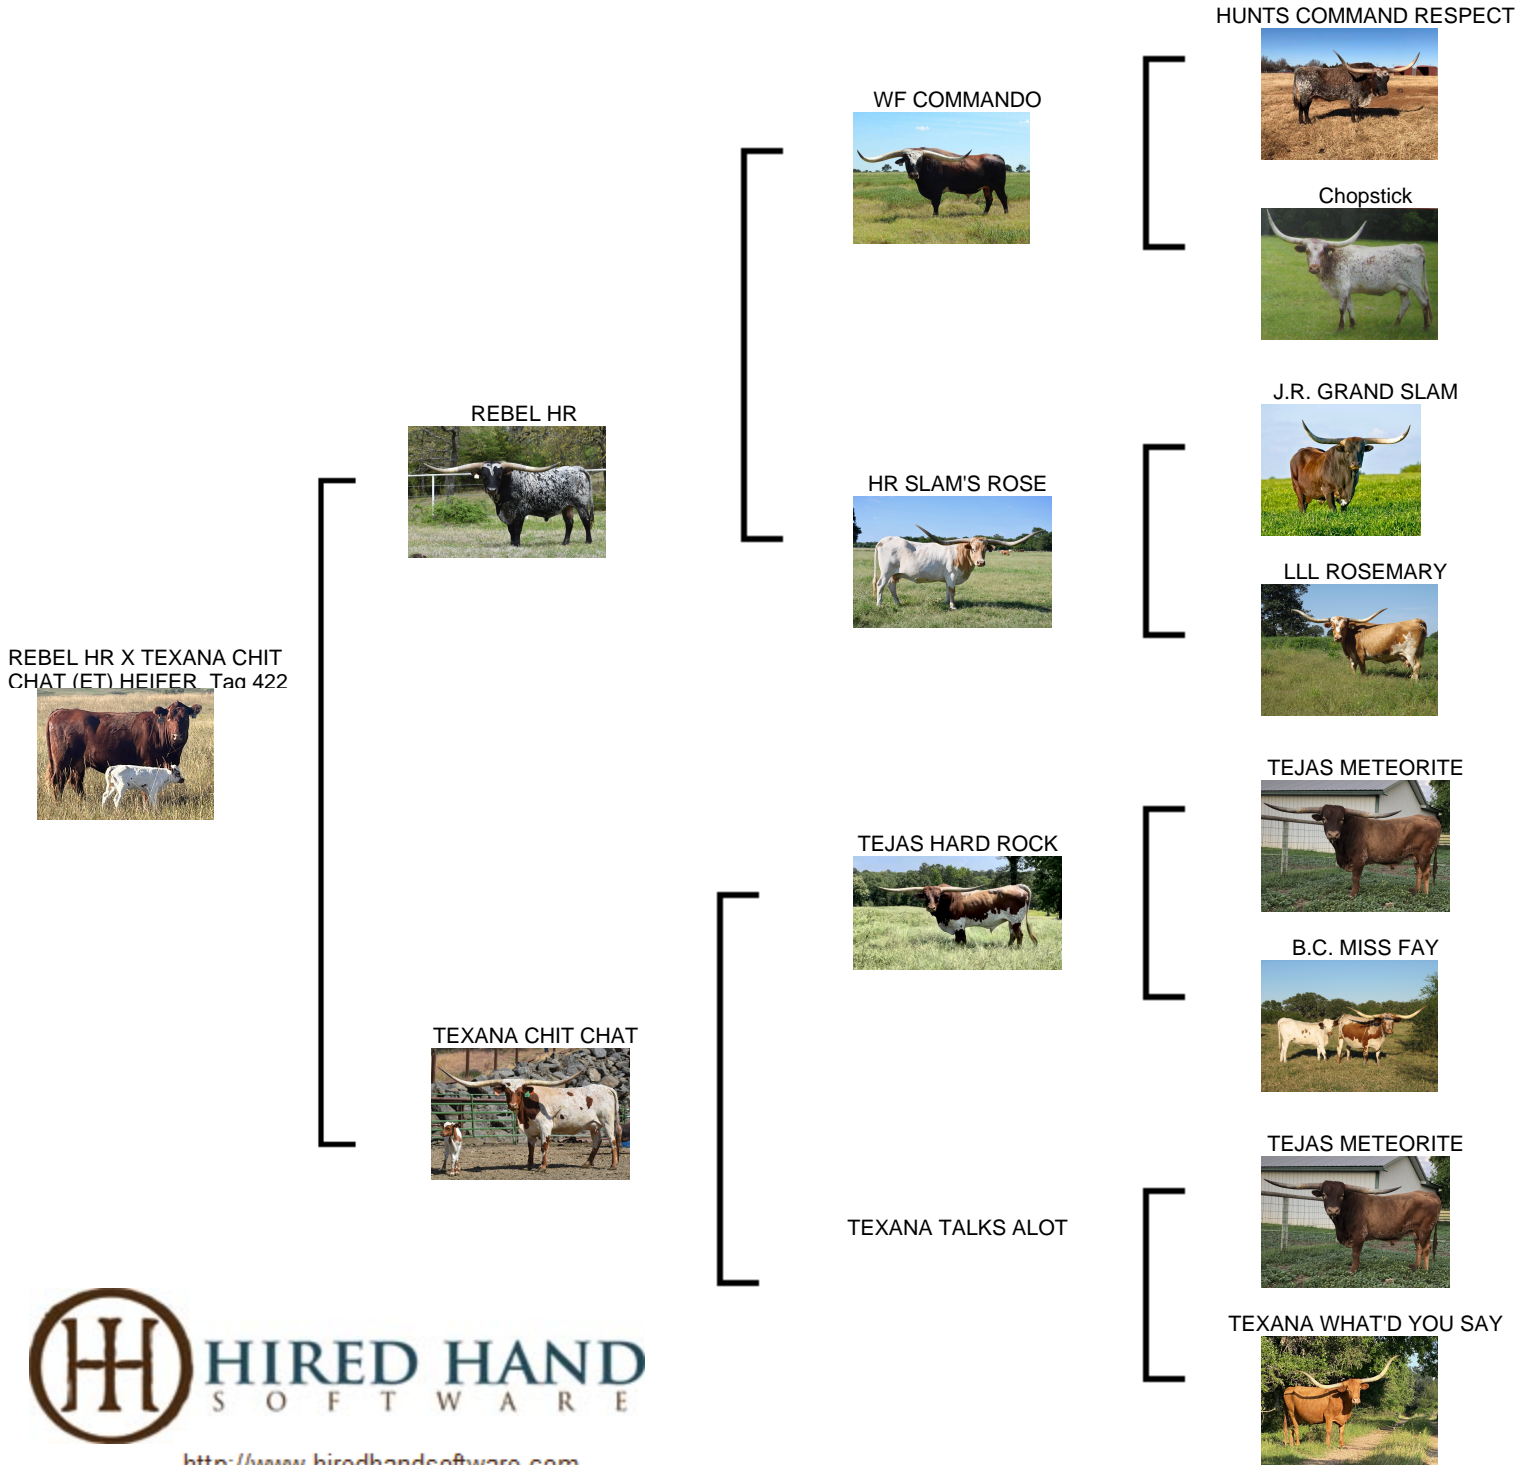 HUNTS COMMAND RESPECT
WF COMMANDO
Chopstick
J.R. GRAND SLAM
REBEL HR
HR SLAM'S ROSE
LLL ROSEMARY
REBEL HR X TEXANA CHIT
CHAT (ET) HEIFER Tag 422
TEJAS METEORITE
TEJAS HARD ROCK
B.C. MISS FAY
TEXANA CHIT CHAT
TEJAS METEORITE
TEXANA TALKS ALOT
TEXANA WHAT'D YOU SAY
HIRED HAND
SOFTWARE
http://www.hiredhandsoftware.com